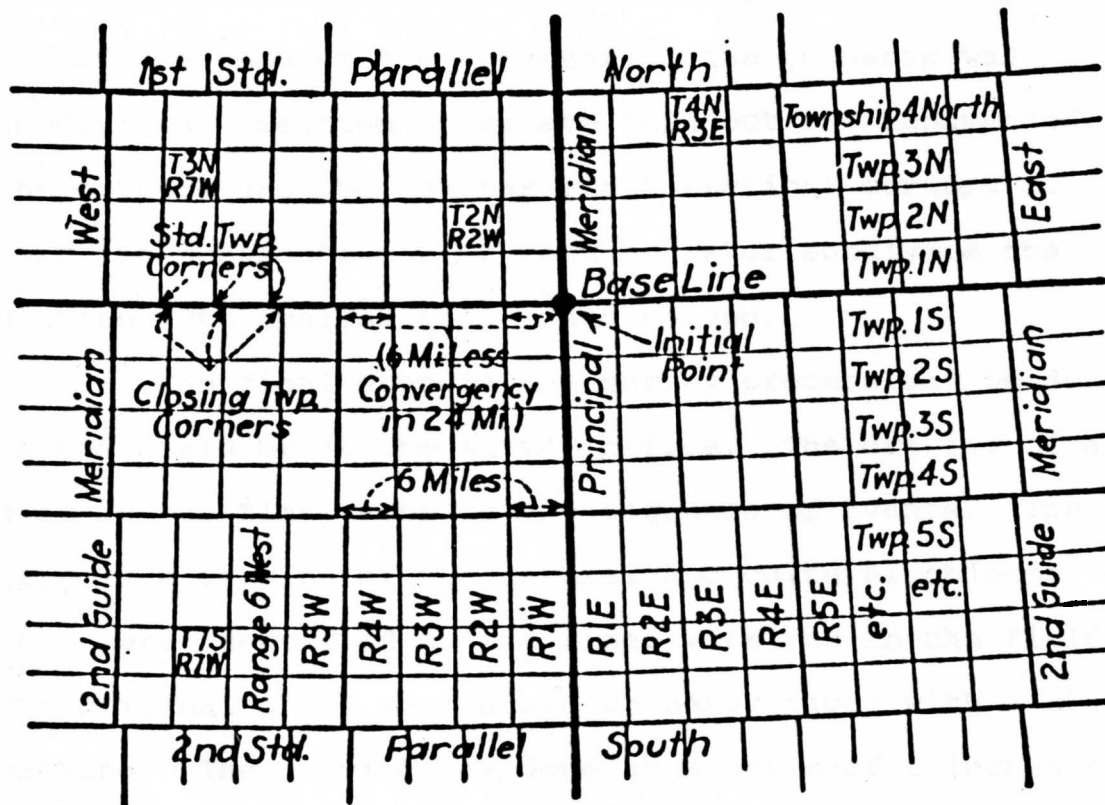 1st Std. Parallel North
T4N
R3E
Township 4 North
T3N
R7W
Twp. 3N
West
Meridian
East
T2N
R2W
Twp. 2N
Std. Twp.
Corners
Twp. 1N
Base Line
Initial
Point
Twp. 1S
(6 Miless
Convergency
in 24 Mi)
Closing Twp.
Corners
Twp. 2S
Twp. 3S
Meridian
Principal
Meridian
6 Miles
Twp. 4S
Twp. 5S
etc.
2nd Guide
T7S
R7W
Range 6 West
R5W
R4W
R3W
R2W
R1W
R1E
R2E
R3E
R4E
R5E
etc.
2nd Guide
2nd Std. Parallel South